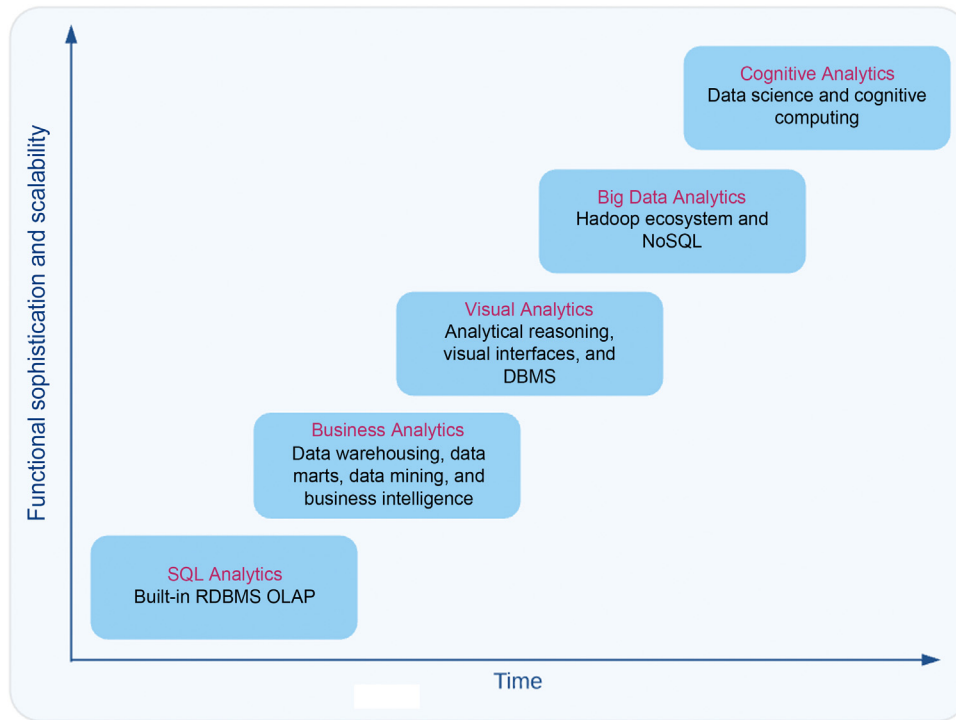 Functional sophistication and scalability
Cognitive Analytics
Data science and cognitive
computing
Big Data Analytics
Hadoop ecosystem and
NoSQL
Visual Analytics
Analytical reasoning,
visual interfaces, and
DBMS
Business Analytics
Data warehousing, data
marts, data mining, and
business intelligence
SQL Analytics
Built-in RDBMS OLAP
Time